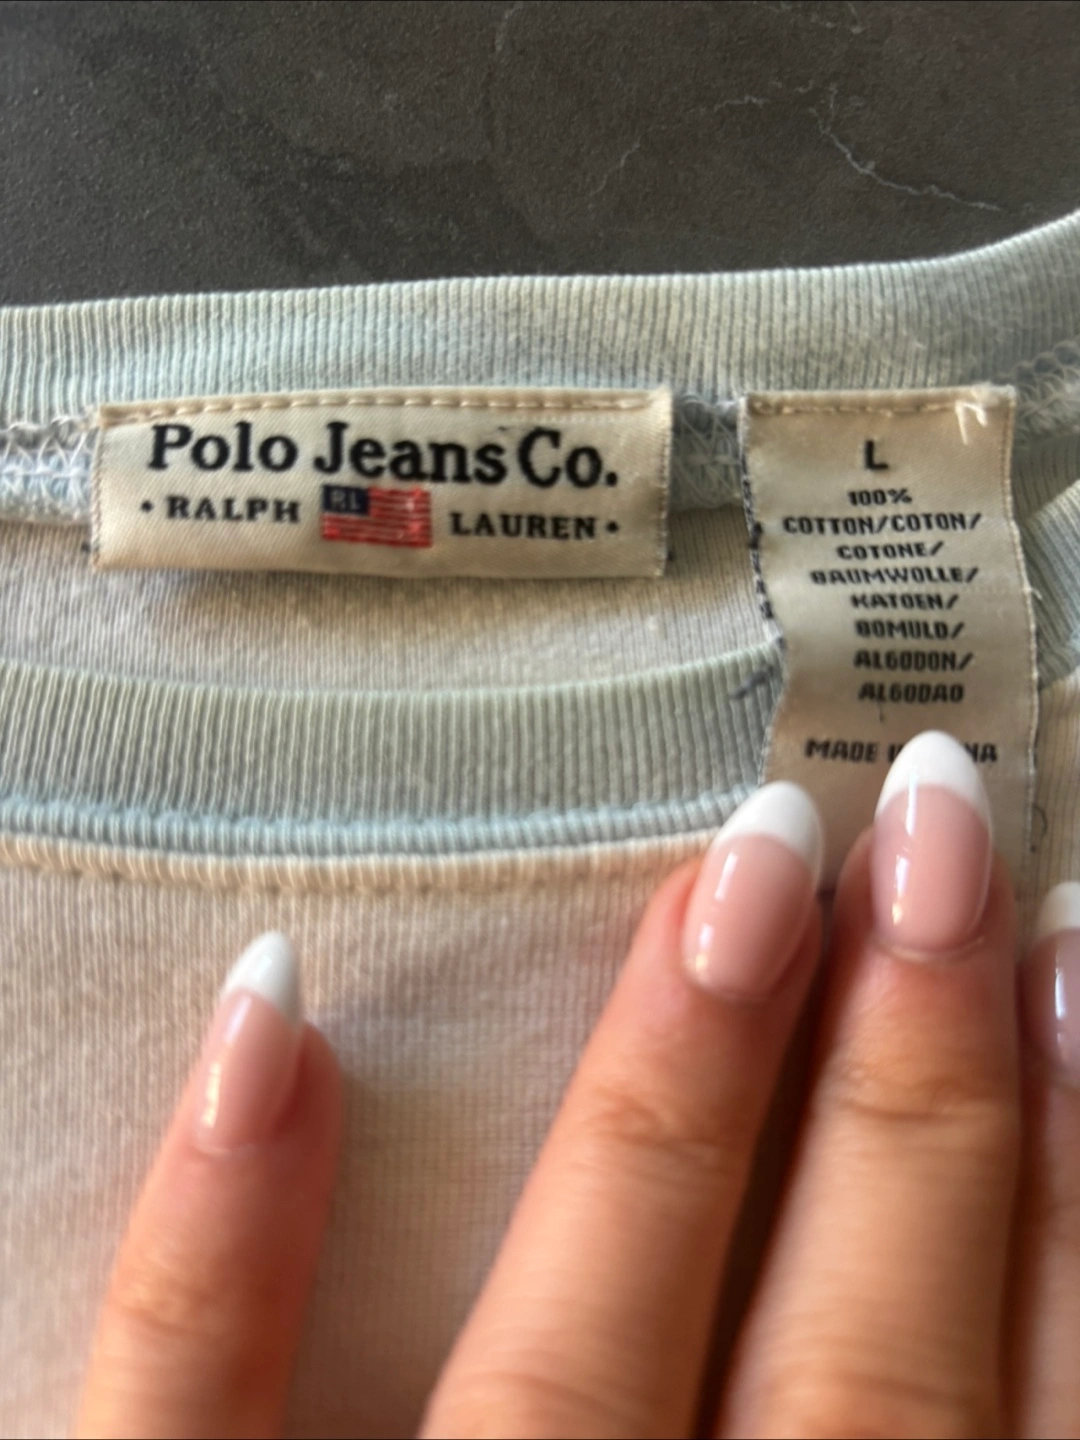 Polo Jeans Co.
• RALPH RL LAUREN •
L
100%
COTTON/COTON/
COTONE/
BAUMWOLLE/
KATOEN/
BOMULD/
ALGODON/
ALGODAO
MADE